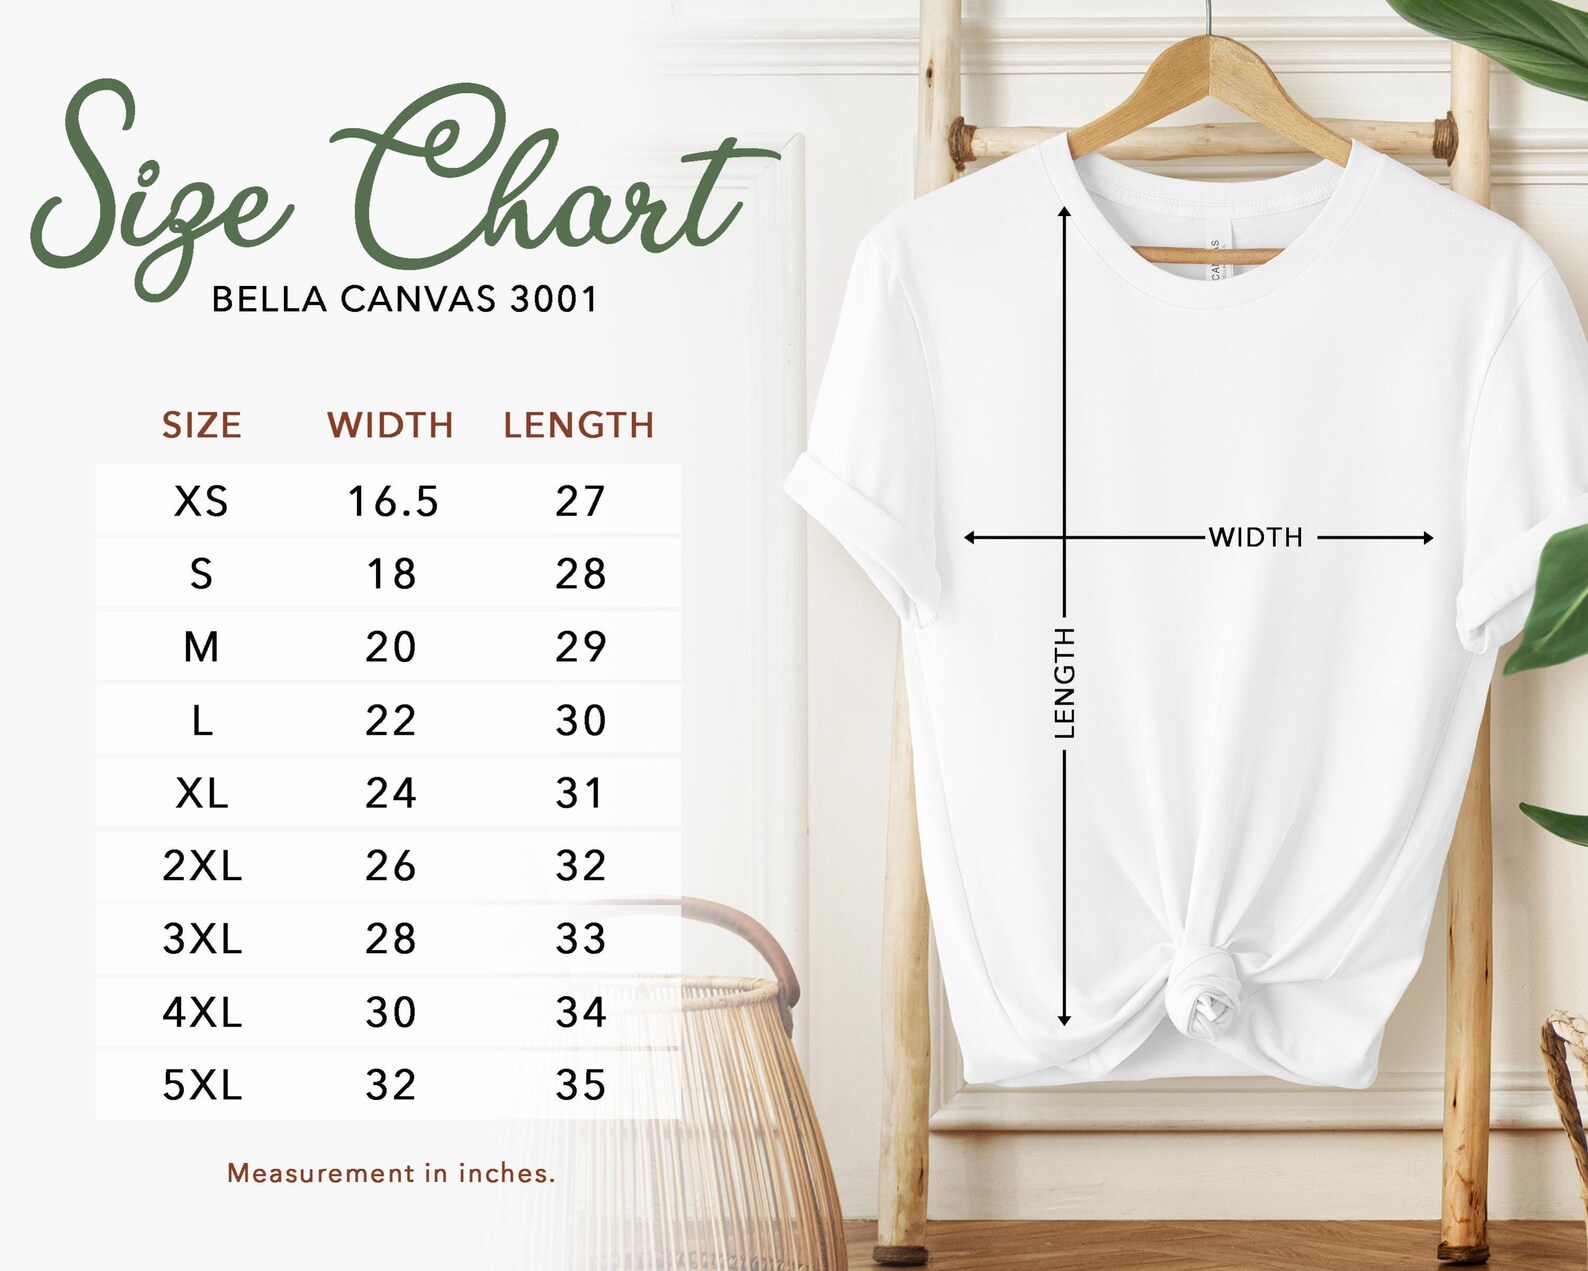 Size Chart
BELLA CANVAS 3001
SIZE WIDTH LENGTH
XS 16.5 27
S 18 28
M 20 29
L 22 30
XL 24 31
2XL 26 32
3XL 28 33
4XL 30 34
5XL 32 35
Measurement in inches.
WIDTH
LENGTH